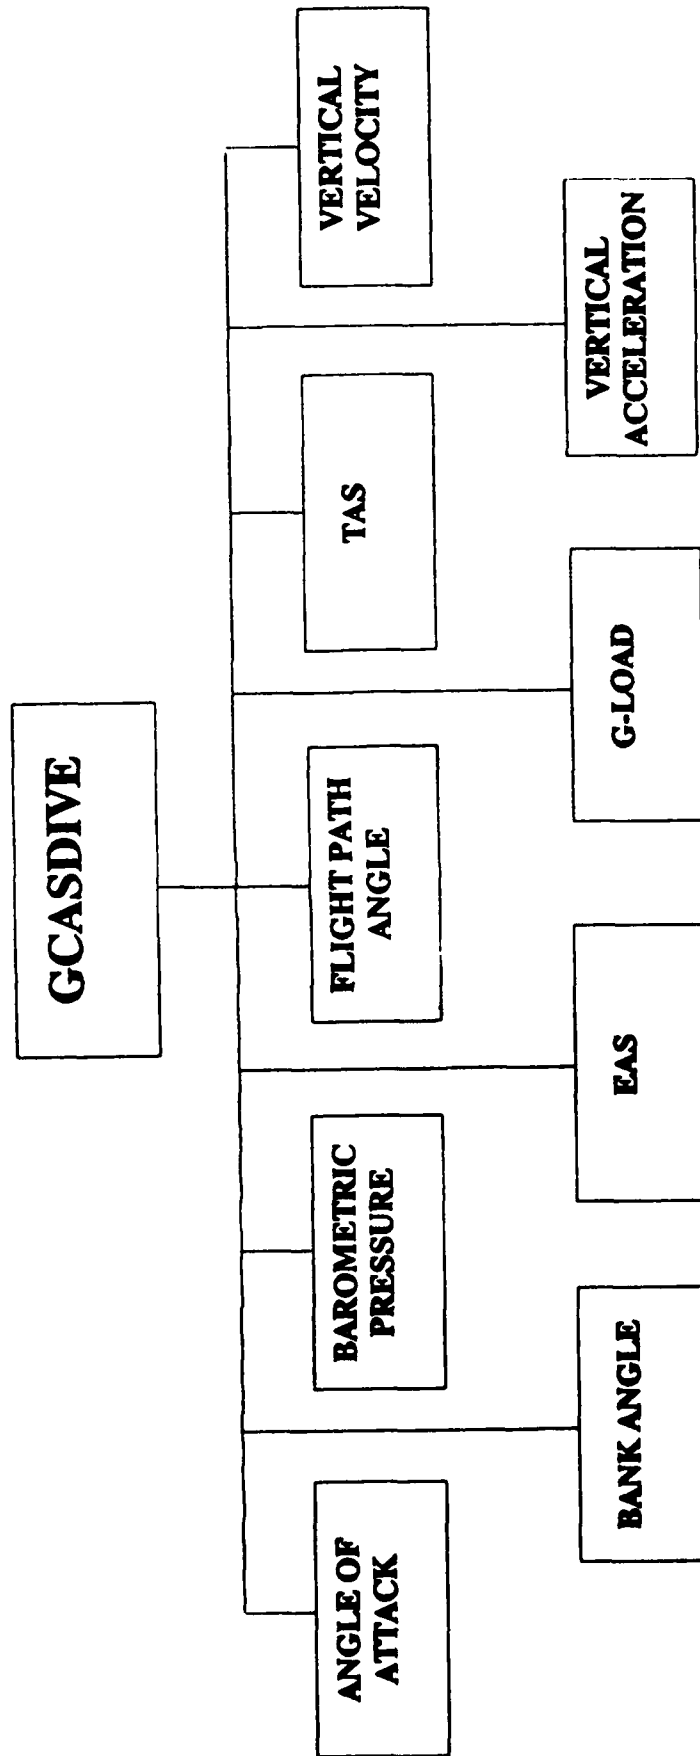 GCASDIVE
ANGLE OF
ATTACK
BAROMETRIC
PRESSURE
FLIGHT PATH
ANGLE
TAS
VERTICAL
VELOCITY
BANK ANGLE
EAS
G-LOAD
VERTICAL
ACCELERATION